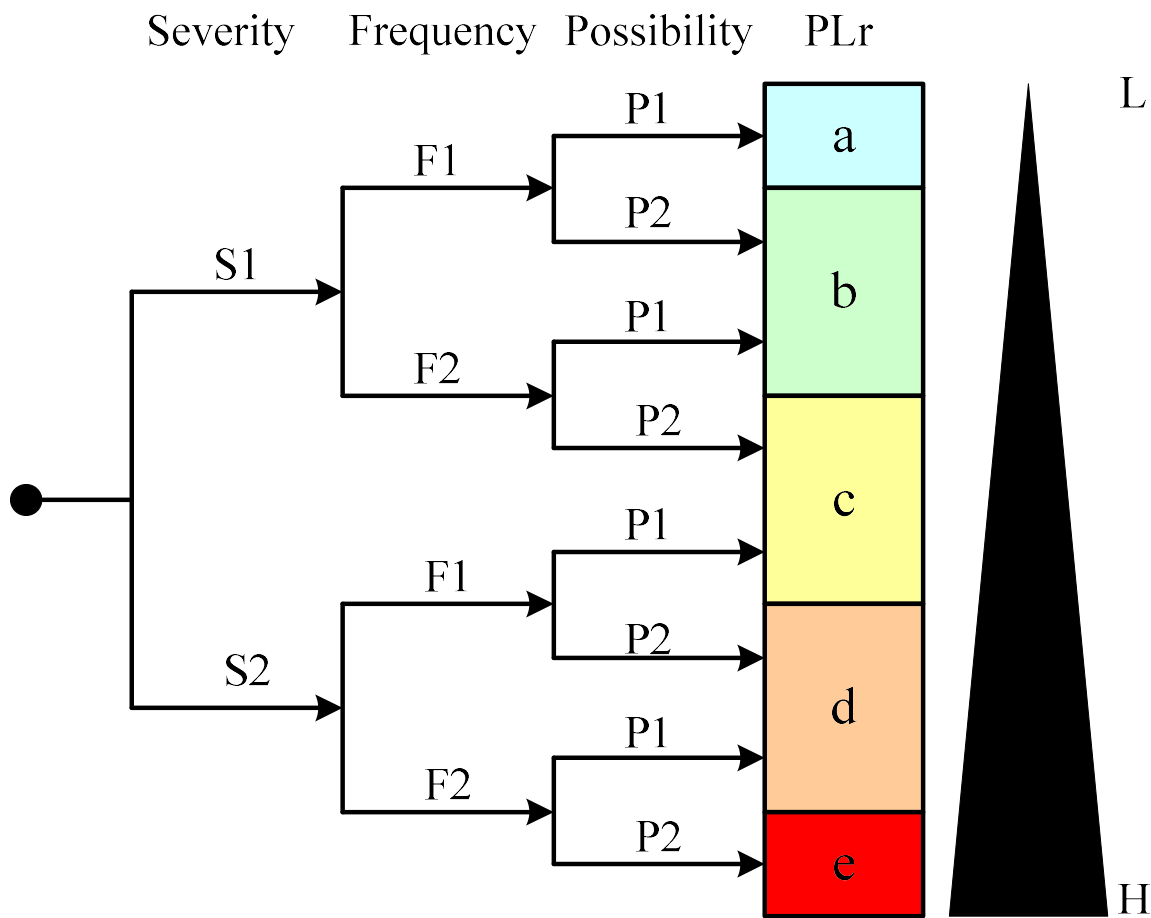 Severity Frequency Possibility PLr
L
P1
a
F1
P2
S1
b
P1
F2
P2
c
P1
F1
P2
S2
d
P1
F2
P2
e
H